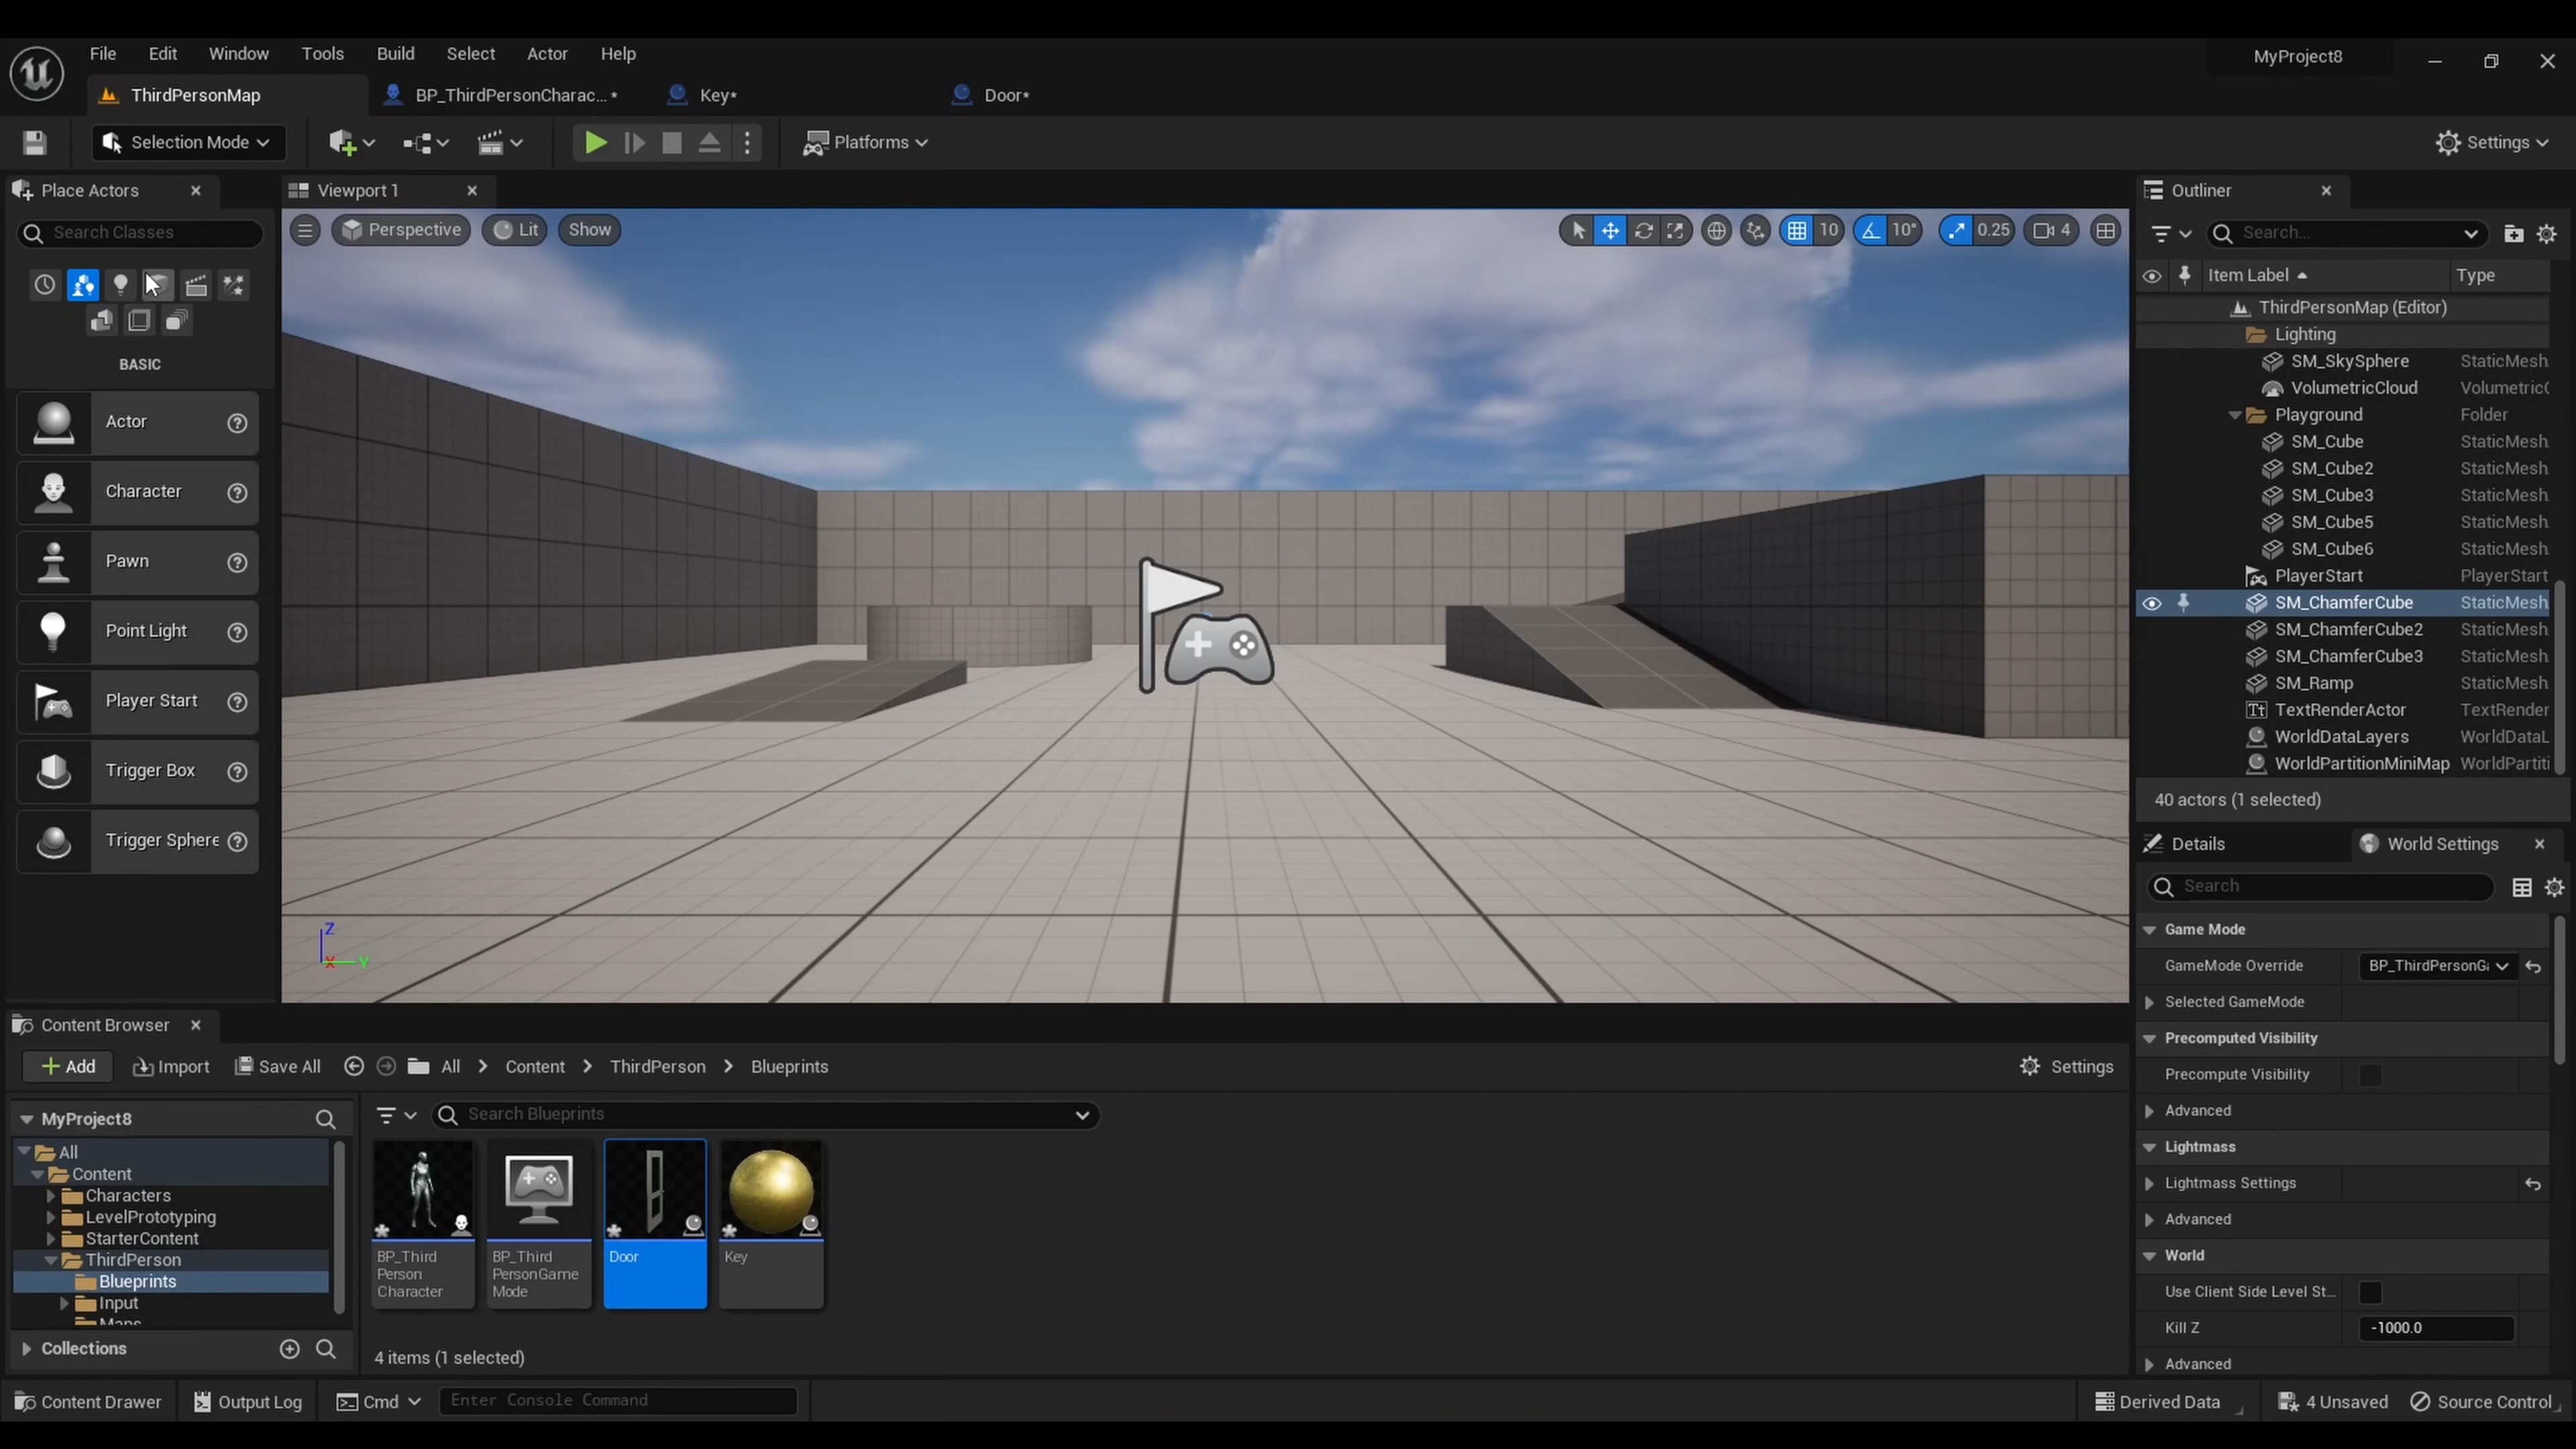 File Edit Window Tools Build Select Actor Help
MyProject8
ThirdPersonMap
BP_ThirdPersonCharac...*
Key*
Door*
Selection Mode
Platforms
Settings
Place Actors
Search Classes
BASIC
Actor
Character
Pawn
Point Light
Player Start
Trigger Box
Trigger Sphere
Viewport 1
Perspective
Lit
Show
10
10°
0.25
4
Z
X
Y
Outliner
Search...
Item Label Type
ThirdPersonMap (Editor)
Lighting
SM_SkySphere StaticMesh
VolumetricCloud
Playground Folder
SM_Cube StaticMesh
SM_Cube2 StaticMesh
SM_Cube3 StaticMesh
SM_Cube5 StaticMesh
SM_Cube6 StaticMesh
PlayerStart PlayerStart
SM_ChamferCube StaticMesh
SM_ChamferCube2 StaticMesh
SM_ChamferCube3 StaticMesh
SM_Ramp StaticMesh
TextRenderActor TextRender
WorldDataLayers WorldDataL
WorldPartitionMiniMap WorldPartiti
40 actors (1 selected)
Details
World Settings
Search
Game Mode
GameMode Override BP_ThirdPersonGa
Selected GameMode
Precomputed Visibility
Precompute Visibility
Advanced
Lightmass
Lightmass Settings
Advanced
World
Use Client Side Level St...
Kill Z -1000.0
Advanced
Content Browser
Add Import Save All All Content ThirdPerson Blueprints Settings
MyProject8
All
Content
Characters
LevelPrototyping
StarterContent
ThirdPerson
Blueprints
Input
Maps
Collections
Search Blueprints
BP_Third
Person
Character
BP_Third
PersonGame
Mode
Door
Key
4 items (1 selected)
Content Drawer
Output Log
Cmd
Enter Console Command
Derived Data
4 Unsaved
Source Control